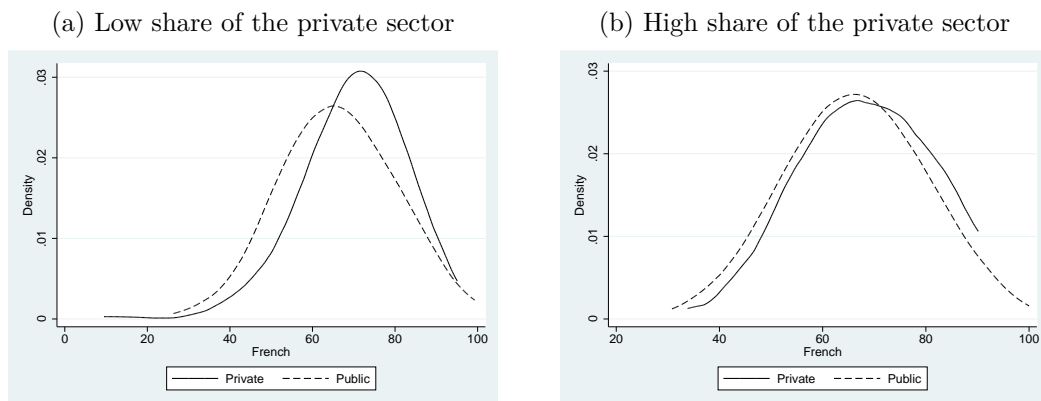 (a) Low share of the private sector
Density
0 .01 .02 .03
0 20 40 60 80 100
French
Private Public
(b) High share of the private sector
Density
0 .01 .02 .03
20 40 60 80 100
French
Private Public